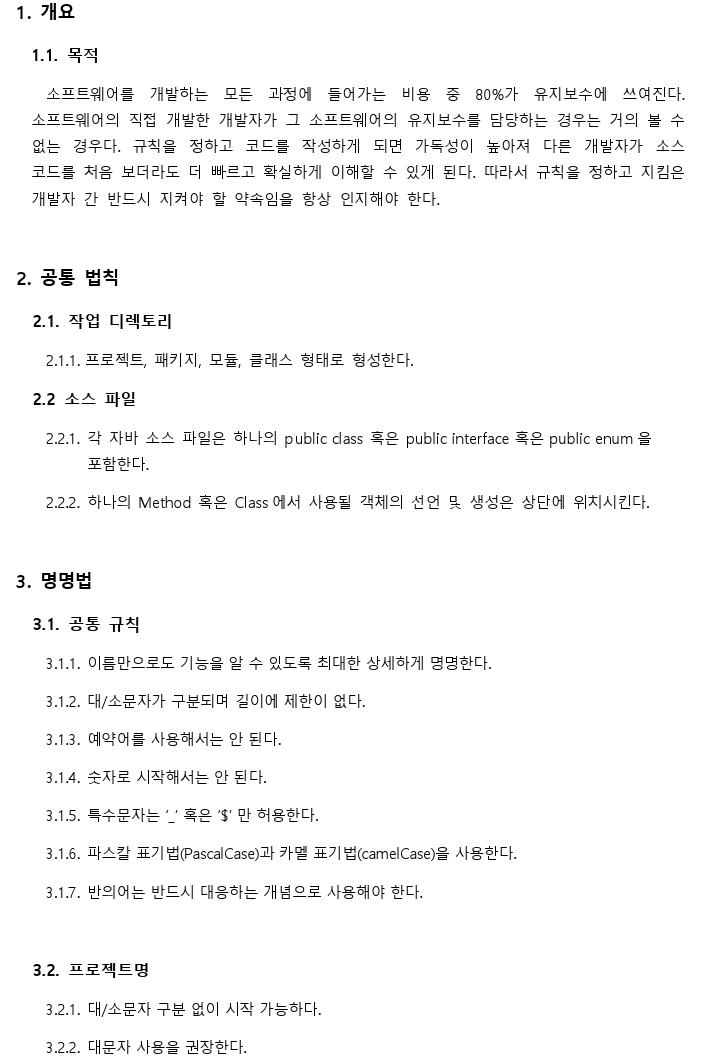 1. 개요
1.1. 목적
소프트웨어를 개발하는 모든 과정에 들어가는 비용 중 80%가 유지보수에 쓰여진다.
소프트웨어의 직접 개발한 개발자가 그 소프트웨어의 유지보수를 담당하는 경우는 거의 볼 수
없는 경우다. 규칙을 정하고 코드를 작성하게 되면 가독성이 높아져 다른 개발자가 소스
코드를 처음 보더라도 더 빠르고 확실하게 이해할 수 있게 된다. 따라서 규칙을 정하고 지킴은
개발자 간 반드시 지켜야 할 약속임을 항상 인지해야 한다.
2. 공통 법칙
2.1. 작업 디렉토리
2.1.1. 프로젝트, 패키지, 모듈, 클래스 형태로 형성한다.
2.2 소스 파일
2.2.1. 각 자바 소스 파일은 하나의 public class 혹은 public interface 혹은 public enum 을
포함한다.
2.2.2. 하나의 Method 혹은 Class 에서 사용될 객체의 선언 및 생성은 상단에 위치시킨다.
3. 명명법
3.1. 공통 규칙
3.1.1. 이름만으로도 기능을 알 수 있도록 최대한 상세하게 명명한다.
3.1.2. 대/소문자가 구분되며 길이에 제한이 없다.
3.1.3. 예약어를 사용해서는 안 된다.
3.1.4. 숫자로 시작해서는 안 된다.
3.1.5. 특수문자는 ‘_’ 혹은 ‘$’ 만 허용한다.
3.1.6. 파스칼 표기법(PascalCase)과 카멜 표기법(camelCase)을 사용한다.
3.1.7. 반의어는 반드시 대응하는 개념으로 사용해야 한다.
3.2. 프로젝트명
3.2.1. 대/소문자 구분 없이 시작 가능하다.
3.2.2. 대문자 사용을 권장한다.